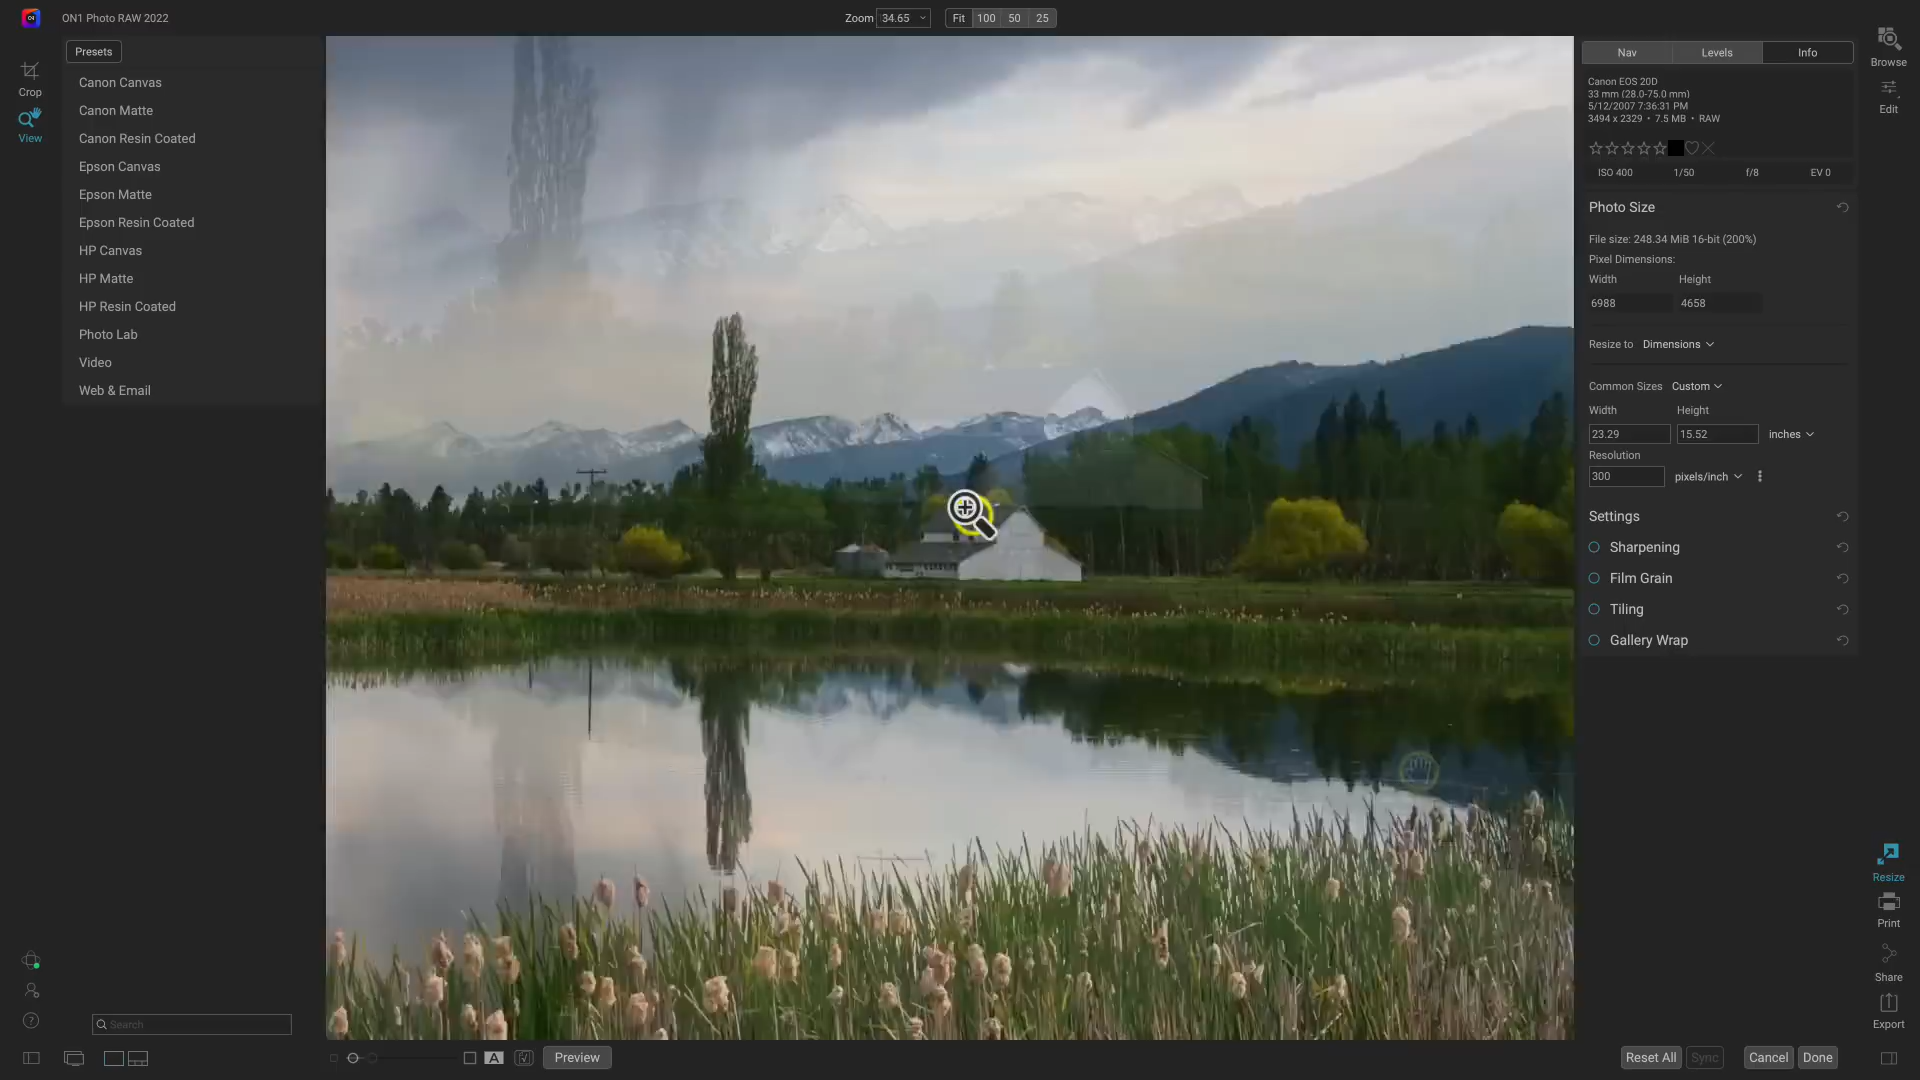 ON1 Photo RAW 2022
Zoom 34.65 Fit 100 50 25
Crop
View
Presets
Canon Canvas
Canon Matte
Canon Resin Coated
Epson Canvas
Epson Matte
Epson Resin Coated
HP Canvas
HP Matte
HP Resin Coated
Photo Lab
Video
Web & Email
Search
A
Preview
Nav Levels Info
Canon EOS 20D
33 mm (28.0-75.0 mm)
5/12/2007 7:36:31 PM
3494 x 2329 • 7.5 MB • RAW
ISO 400 1/50 f/8 EV 0
Photo Size
File size: 248.34 MiB 16-bit (200%)
Pixel Dimensions:
Width Height
6988 4658
Resize to Dimensions
Common Sizes Custom
Width Height
23.29 15.52 inches
Resolution
300 pixels/inch
Settings
Sharpening
Film Grain
Tiling
Gallery Wrap
Reset All Sync Cancel Done
Browse
Edit
Resize
Print
Share
Export